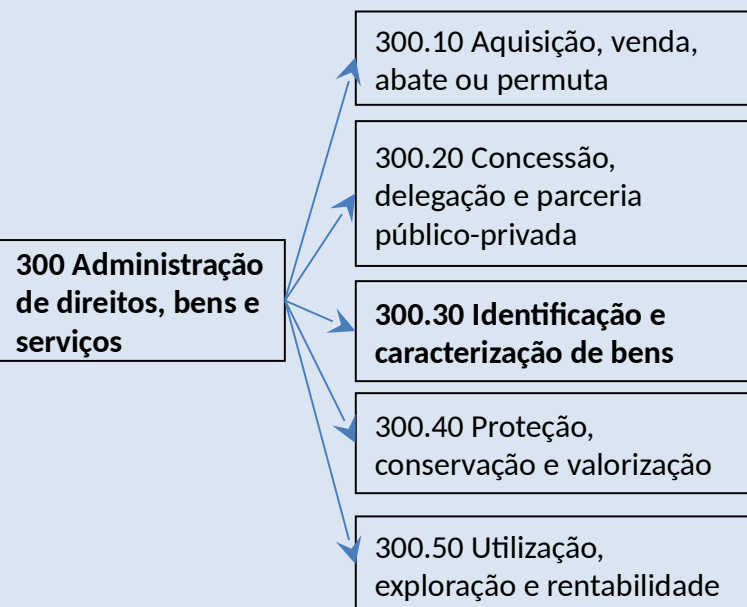 300 Administração
de direitos, bens e
serviços
300.10 Aquisição, venda,
abate ou permuta
300.20 Concessão,
delegação e parceria
público-privada
300.30 Identificação e
caracterização de bens
300.40 Proteção,
conservação e valorização
300.50 Utilização,
exploração e rentabilidade